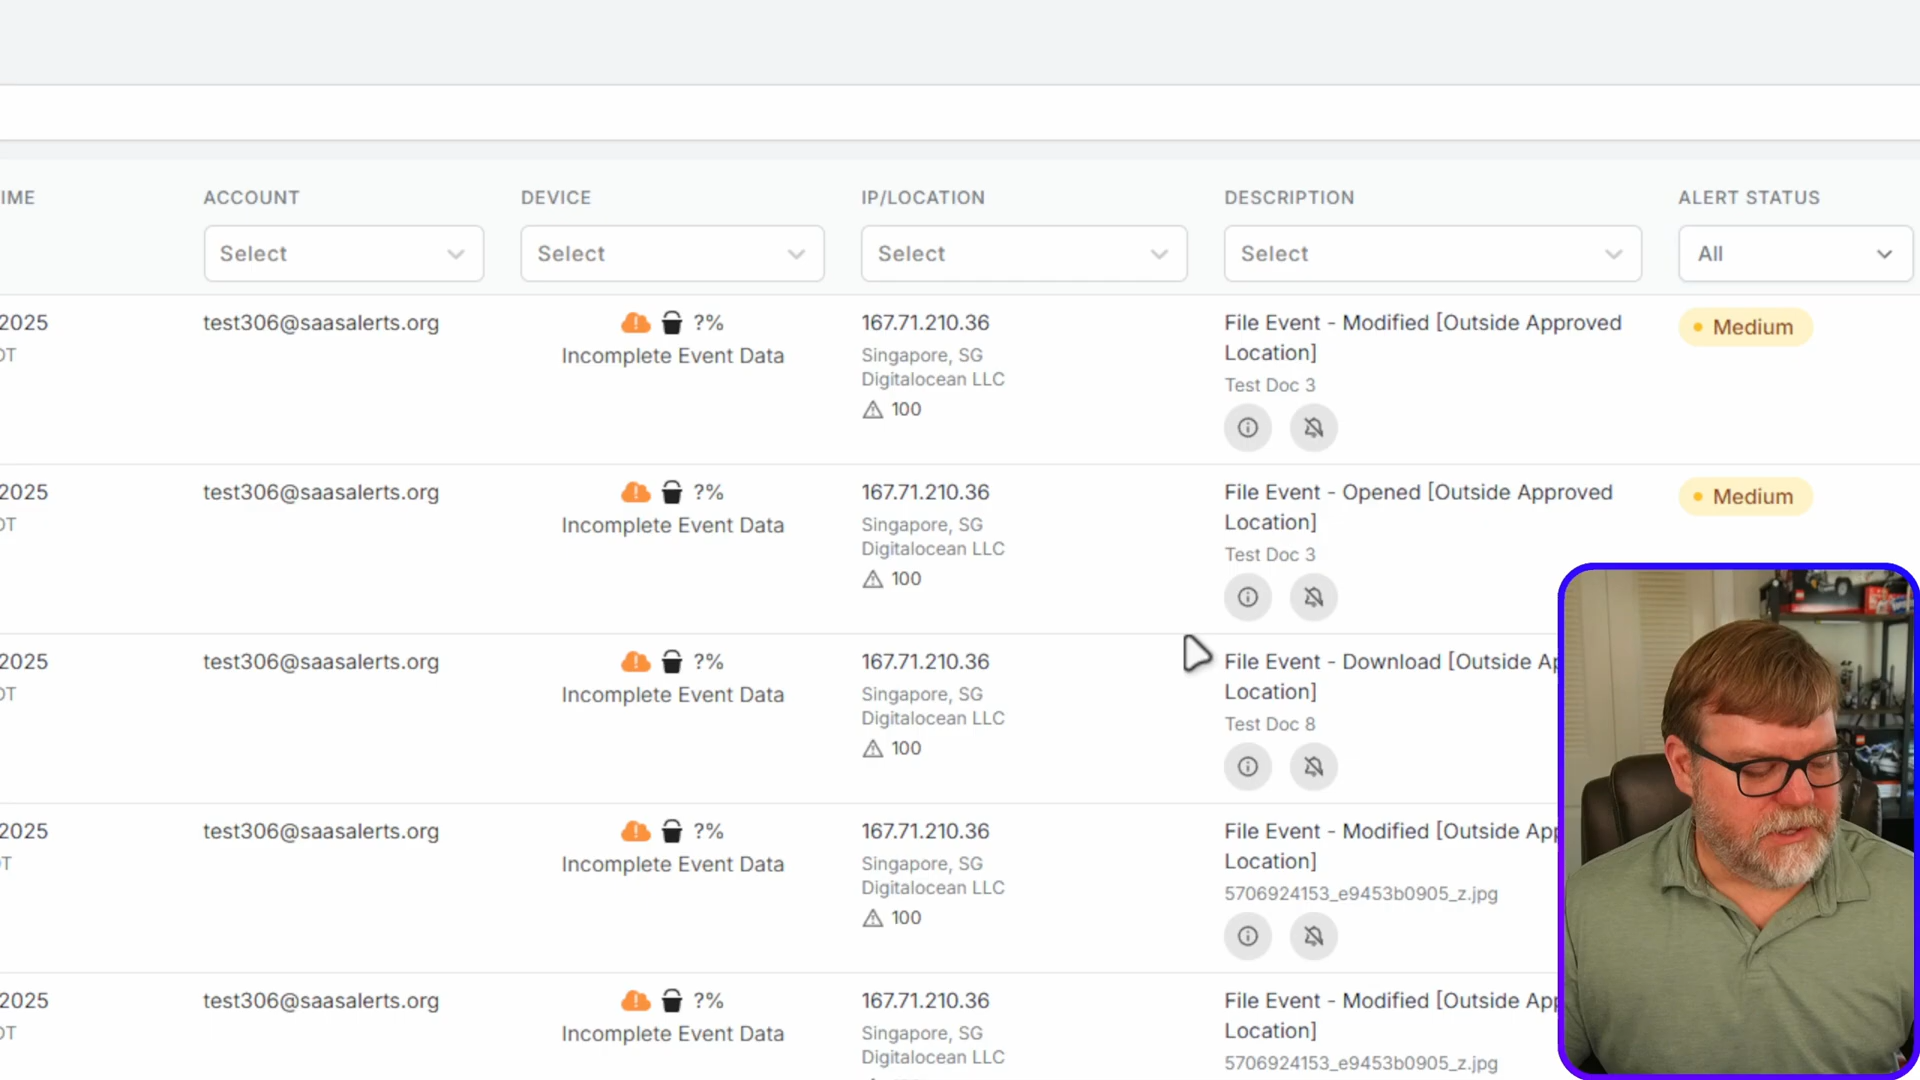 IME
ACCOUNT
DEVICE
IP/LOCATION
DESCRIPTION
ALERT STATUS
Select
Select
Select
Select
All
2025
DT
test306@saasalerts.org
?%
Incomplete Event Data
167.71.210.36
Singapore, SG
Digitalocean LLC
100
File Event - Modified [Outside Approved
Location]
Test Doc 3
Medium
2025
DT
test306@saasalerts.org
?%
Incomplete Event Data
167.71.210.36
Singapore, SG
Digitalocean LLC
100
File Event - Opened [Outside Approved
Location]
Test Doc 3
Medium
2025
DT
test306@saasalerts.org
?%
Incomplete Event Data
167.71.210.36
Singapore, SG
Digitalocean LLC
100
File Event - Download [Outside Ap
Location]
Test Doc 8
2025
DT
test306@saasalerts.org
?%
Incomplete Event Data
167.71.210.36
Singapore, SG
Digitalocean LLC
100
File Event - Modified [Outside App
Location]
5706924153_e9453b0905_z.jpg
2025
DT
test306@saasalerts.org
?%
Incomplete Event Data
167.71.210.36
Singapore, SG
Digitalocean LLC
File Event - Modified [Outside App
Location]
5706924153_e9453b0905_z.jpg